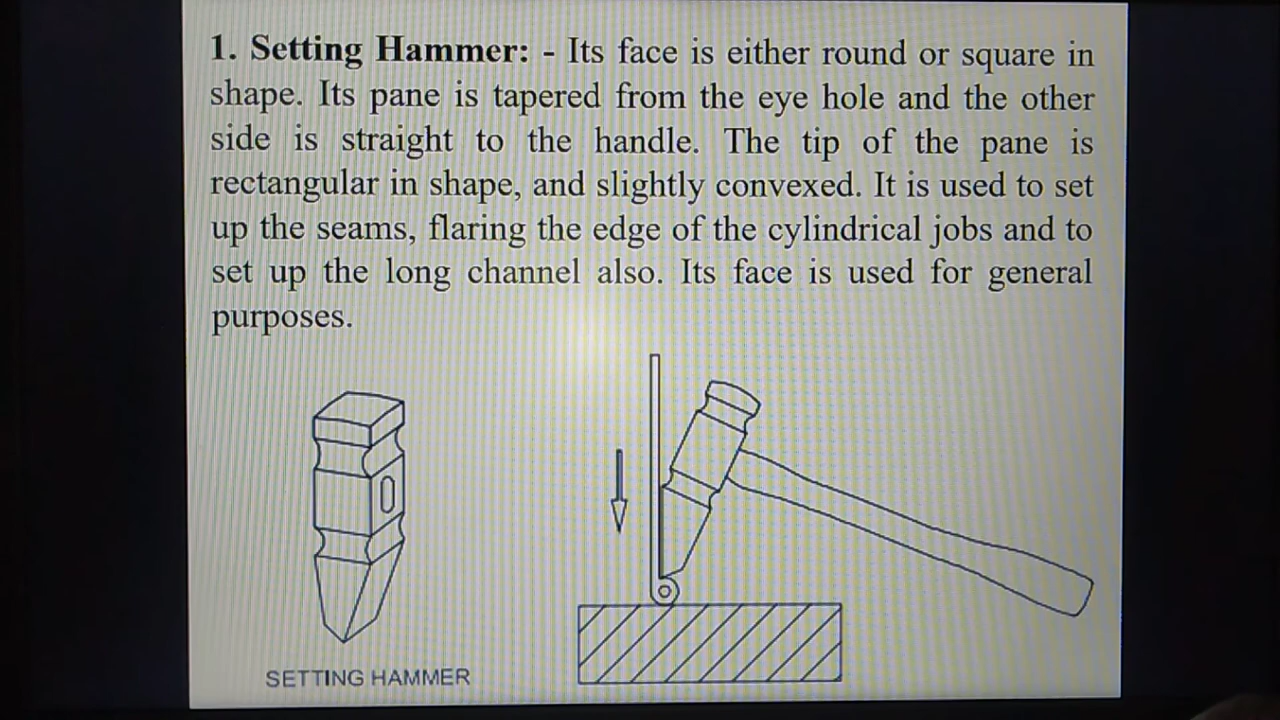 1. Setting Hammer: - Its face is either round or square in
shape. Its pane is tapered from the eye hole and the other
side is straight to the handle. The tip of the pane is
rectangular in shape, and slightly convexed. It is used to set
up the seams, flaring the edge of the cylindrical jobs and to
set up the long channel also. Its face is used for general
purposes.
SETTING HAMMER